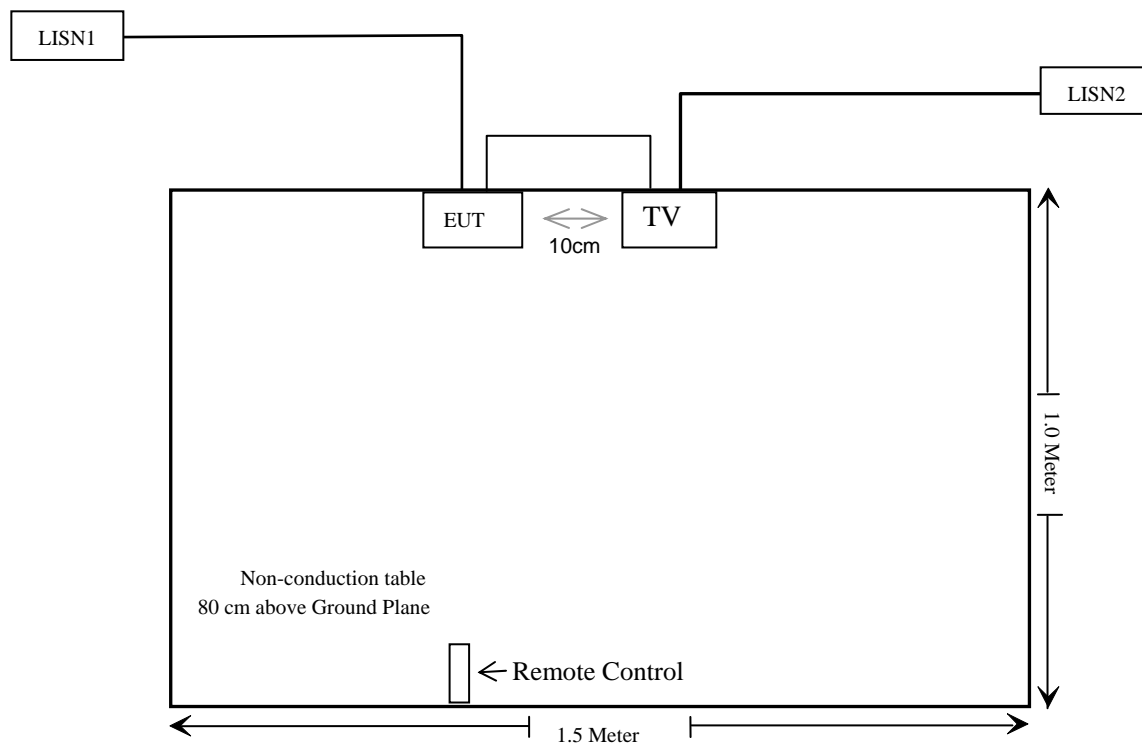 LISN1
LISN2
EUT
TV
10cm
1.0 Meter
Non-conduction table
80 cm above Ground Plane
Remote Control
1.5 Meter